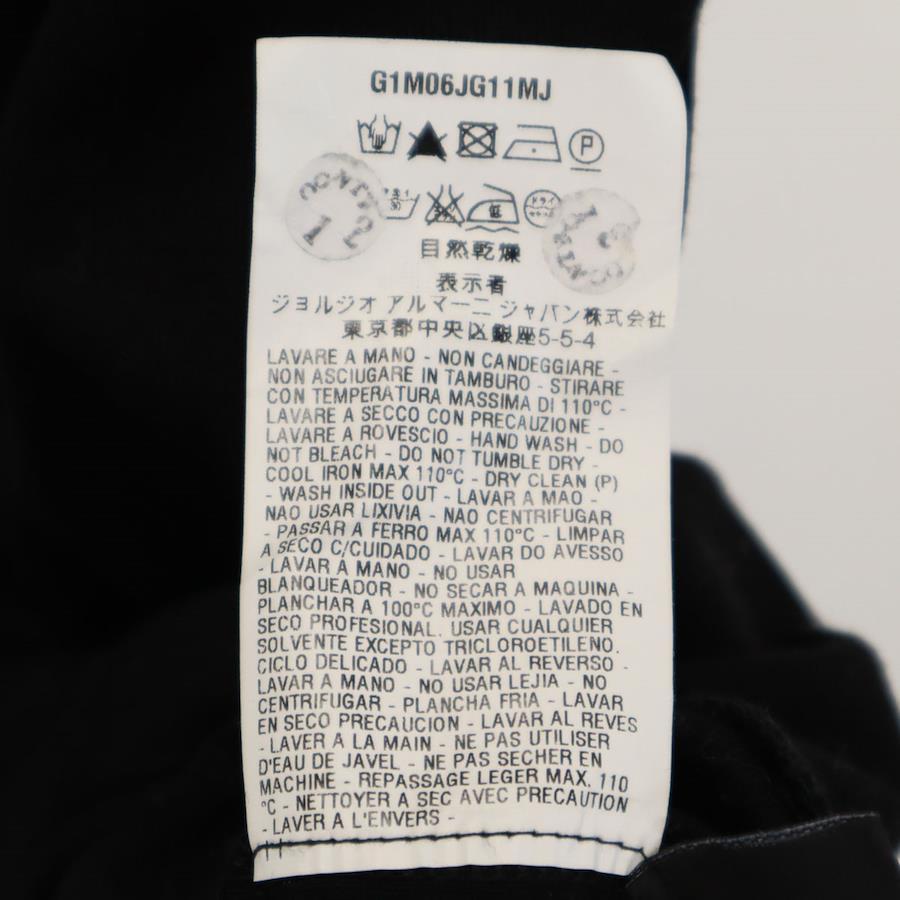 G1M06JG11MJ
P
CONTR
12
ドライ
CONTR
自然乾燥
表示者
ジョルジオ アルマーニ ジャパン株式会社
東京都中央区銀座5-5-4
LAVARE A MANO - NON CANDEGGIARE -
NON ASCIUGARE IN TAMBURO - STIRARE
CON TEMPERATURA MASSIMA DI 110°C -
LAVARE A SECCO CON PRECAUZIONE -
LAVARE A ROVESCIO - HAND WASH - DO
NOT BLEACH - DO NOT TUMBLE DRY -
COOL IRON MAX 110°C - DRY CLEAN (P)
- WASH INSIDE OUT - LAVAR A MAO -
NAO USAR LIXIVIA - NAO CENTRIFUGAR
- PASSAR A FERRO MAX 110°C - LIMPAR
A SECO C/CUIDADO - LAVAR DO AVESSO
- LAVAR A MANO - NO USAR
BLANQUEADOR - NO SECAR A MAQUINA -
PLANCHAR A 100°C MAXIMO - LAVADO EN
SECO PROFESIONAL. USAR CUALQUIER
SOLVENTE EXCEPTO TRICLOROETILENO.
CICLO DELICADO - LAVAR AL REVERSO -
LAVAR A MANO - NO USAR LEJIA - NO
CENTRIFUGAR - PLANCHA FRIA - LAVAR
EN SECO PRECAUCION - LAVAR AL REVES
- LAVER A LA MAIN - NE PAS UTILISER
D'EAU DE JAVEL - NE PAS SECHER EN
MACHINE - REPASSAGE LEGER MAX. 110
°C - NETTOYER A SEC AVEC PRECAUTION
- LAVER A L'ENVERS -